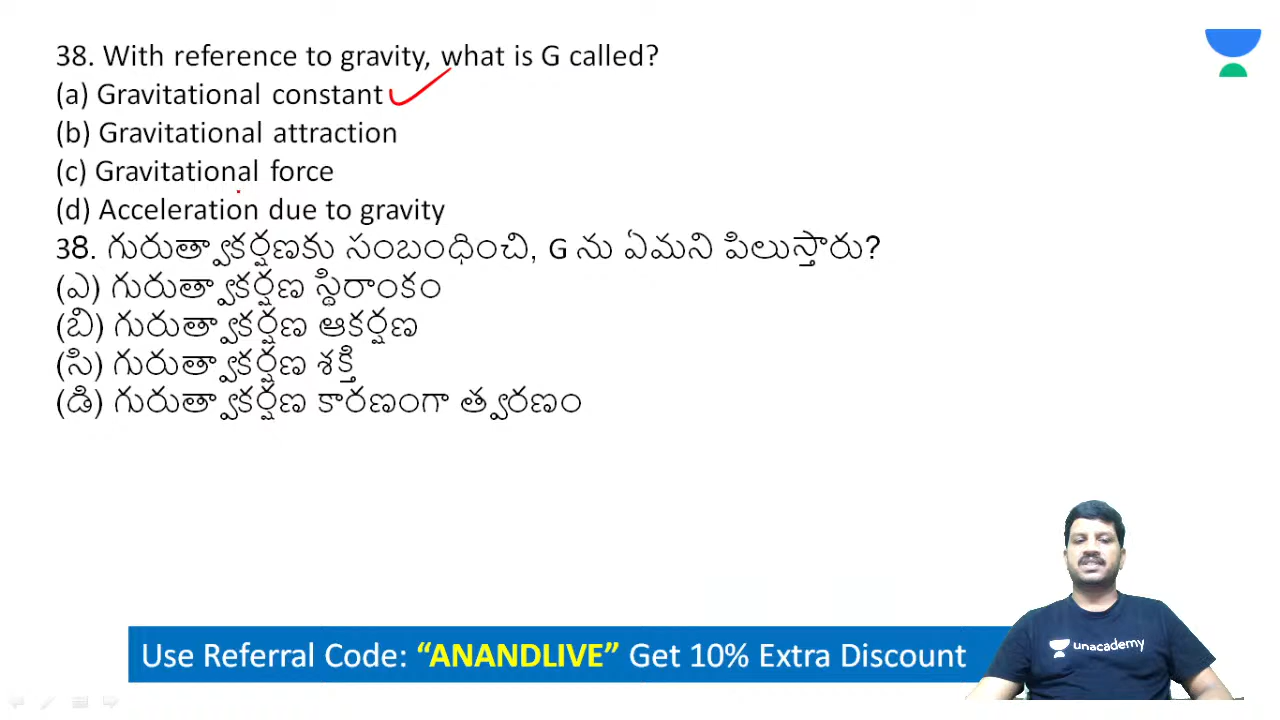 38. With reference to gravity, what is G called?
(a) Gravitational constant
(b) Gravitational attraction
(c) Gravitational force
(d) Acceleration due to gravity
38. గురుత్వాకర్షణకు సంబంధించి, G ను ఏమని పిలుస్తారు?
(ఎ) గురుత్వాకర్షణ స్థిరాంకం
(బి) గురుత్వాకర్షణ ఆకర్షణ
(సి) గురుత్వాకర్షణ శక్తి
(డి) గురుత్వాకర్షణ కారణంగా త్వరణం
unacademy
Use Referral Code: “ANANDLIVE” Get 10% Extra Discount